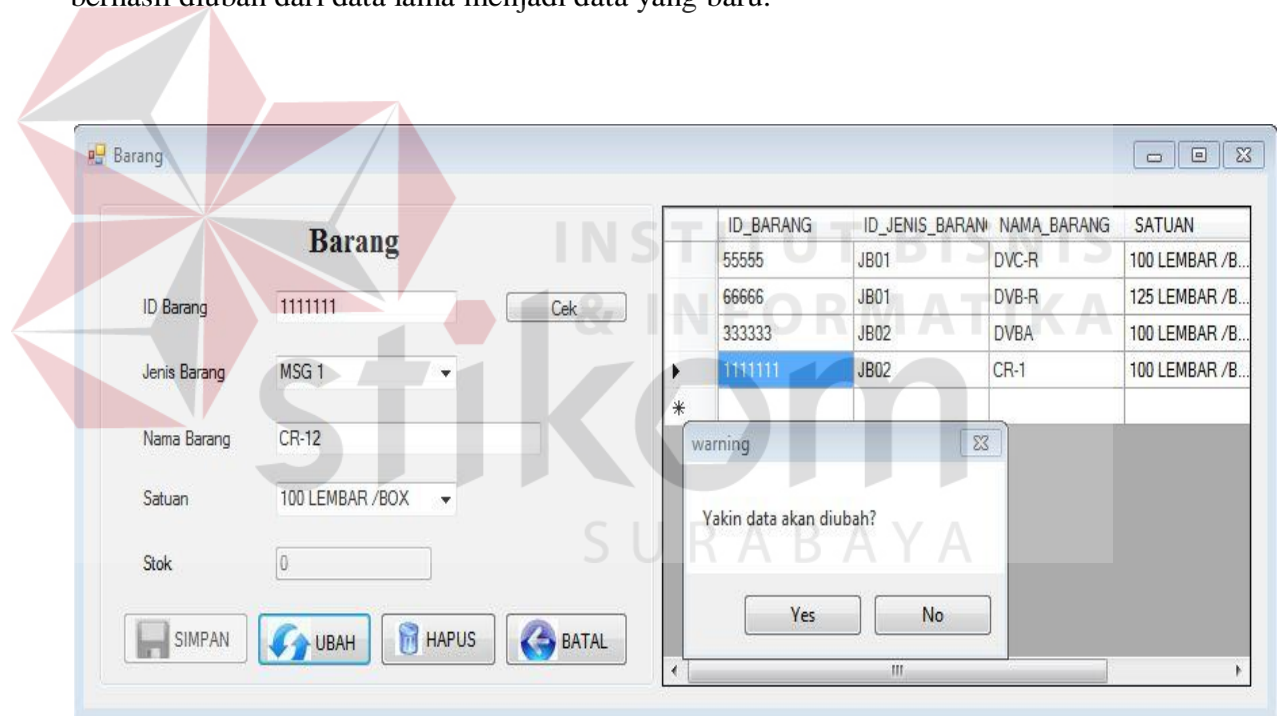 berhasil diubah dari data lama menjadi data yang baru.
Barang
Barang
ID Barang
1111111
Cek
Jenis Barang
MSG 1
Nama Barang
CR-12
Satuan
100 LEMBAR /BOX
Stok
0
SIMPAN
UBAH
HAPUS
BATAL
ID_BARANG ID_JENIS_BARAN NAMA_BARANG SATUAN
55555 JB01 DVC-R 100 LEMBAR /B...
66666 JB01 DVB-R 125 LEMBAR /B...
333333 JB02 DVBA 100 LEMBAR /B...
1111111 JB02 CR-1 100 LEMBAR /B...
warning
Yakin data akan diubah?
Yes
No
INSTITUT BISNIS
& INFORMATIKA
stikom
SURABAYA